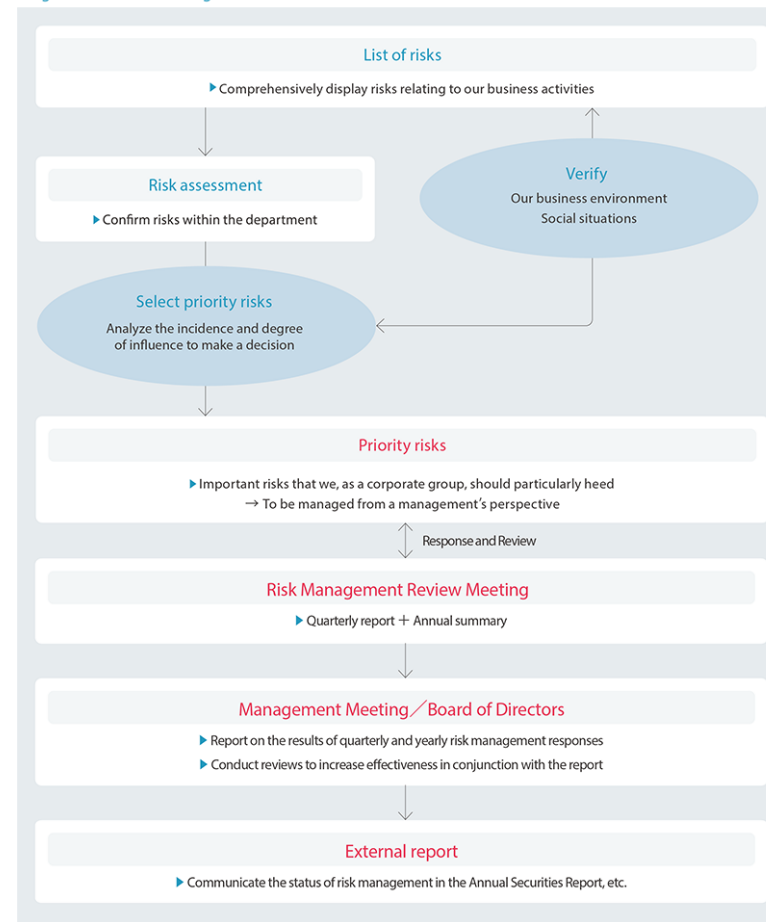 List of risks
▶Comprehensively display risks relating to our business activities
Risk assessment
▶Confirm risks within the department
Verify
Our business environment
Social situations
Select priority risks
Analyze the incidence and degree
of influence to make a decision
Priority risks
▶Important risks that we, as a corporate group, should particularly heed
→ To be managed from a management’s perspective
Response and Review
Risk Management Review Meeting
▶Quarterly report + Annual summary
Management Meeting／Board of Directors
▶Report on the results of quarterly and yearly risk management responses
▶Conduct reviews to increase effectiveness in conjunction with the report
External report
▶Communicate the status of risk management in the Annual Securities Report, etc.